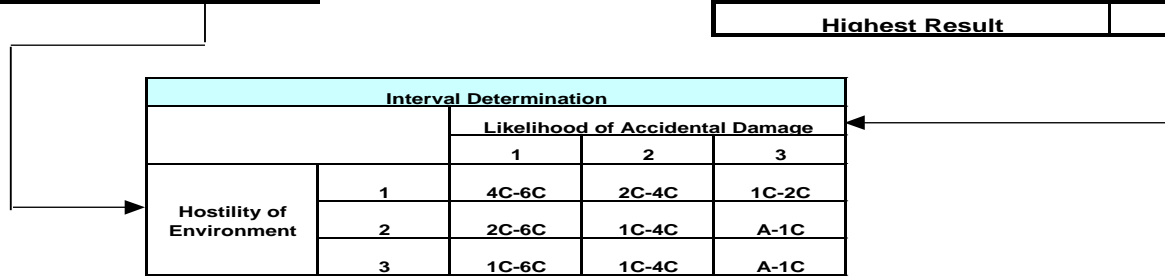 Highest Result
Interval Determination
Likelihood of Accidental Damage
1 2 3
Hostility of Environment
1 4C-6C 2C-4C 1C-2C
2 2C-6C 1C-4C A-1C
3 1C-6C 1C-4C A-1C